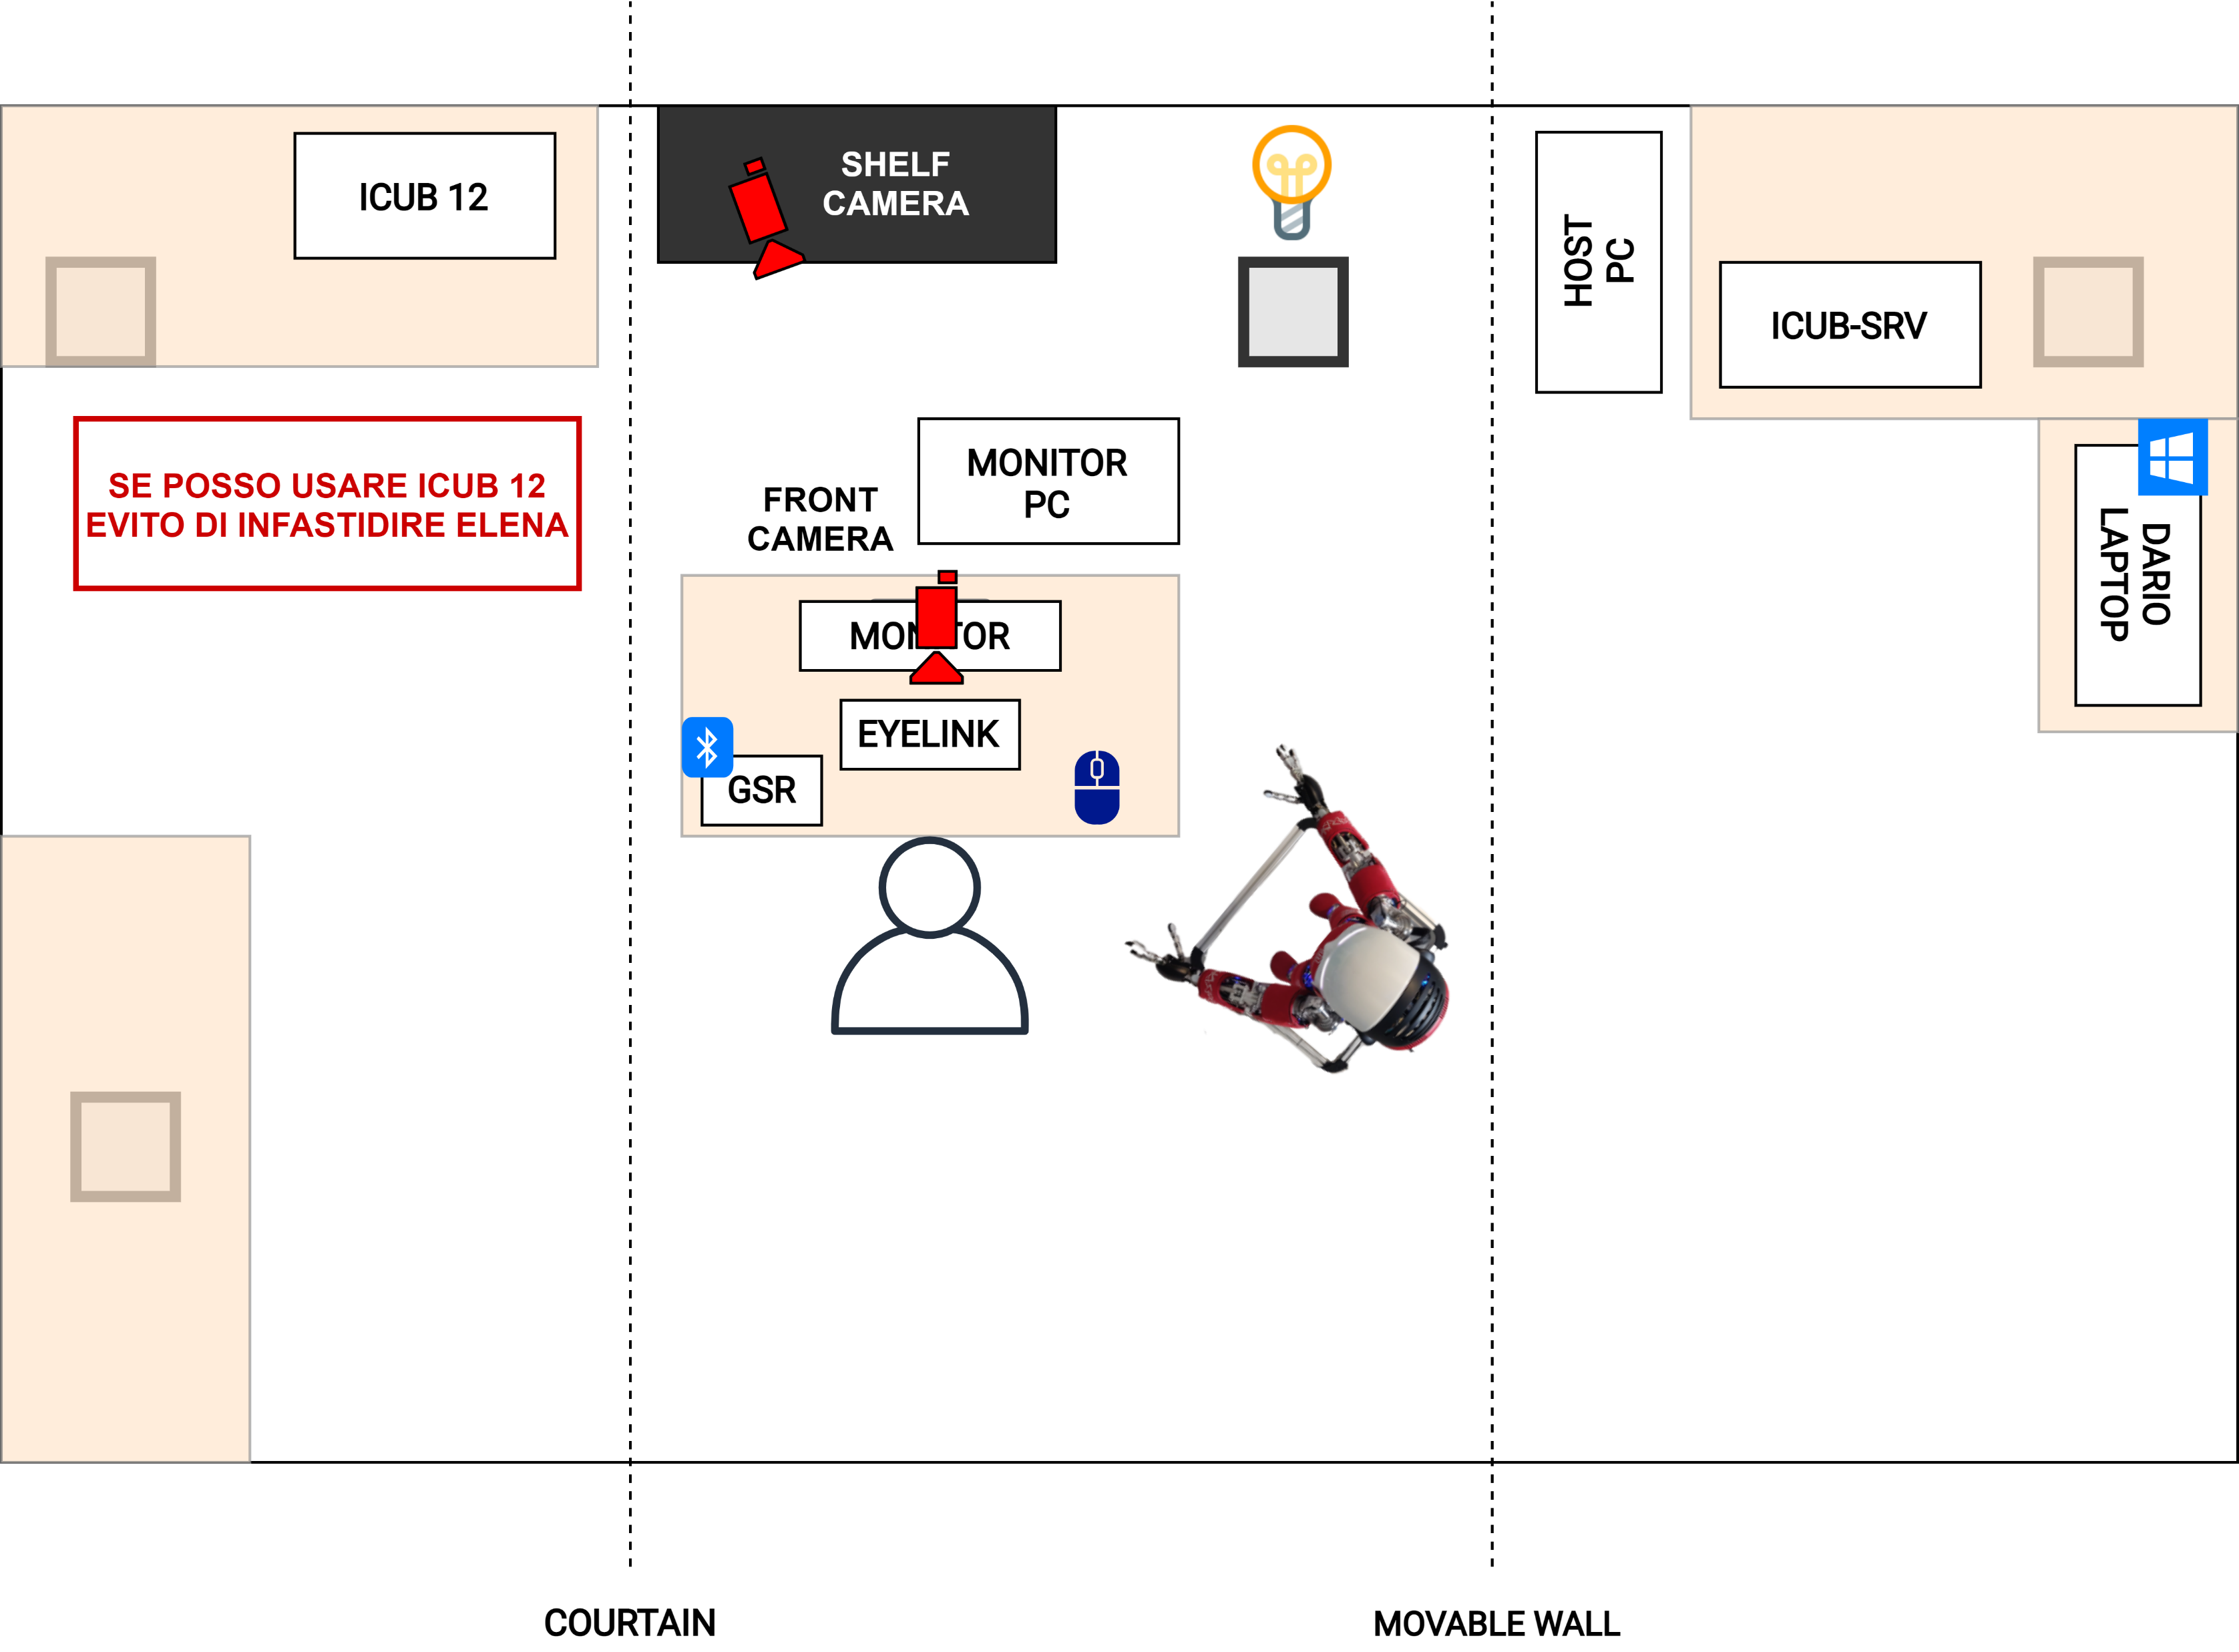 ICUB 12
SHELF
CAMERA
HOST
PC
ICUB-SRV
SE POSSO USARE ICUB 12
EVITO DI INFASTIDIRE ELENA
FRONT
CAMERA
MONITOR
PC
DARIO
LAPTOP
MONITOR
EYELINK
GSR
COURTAIN
MOVABLE WALL